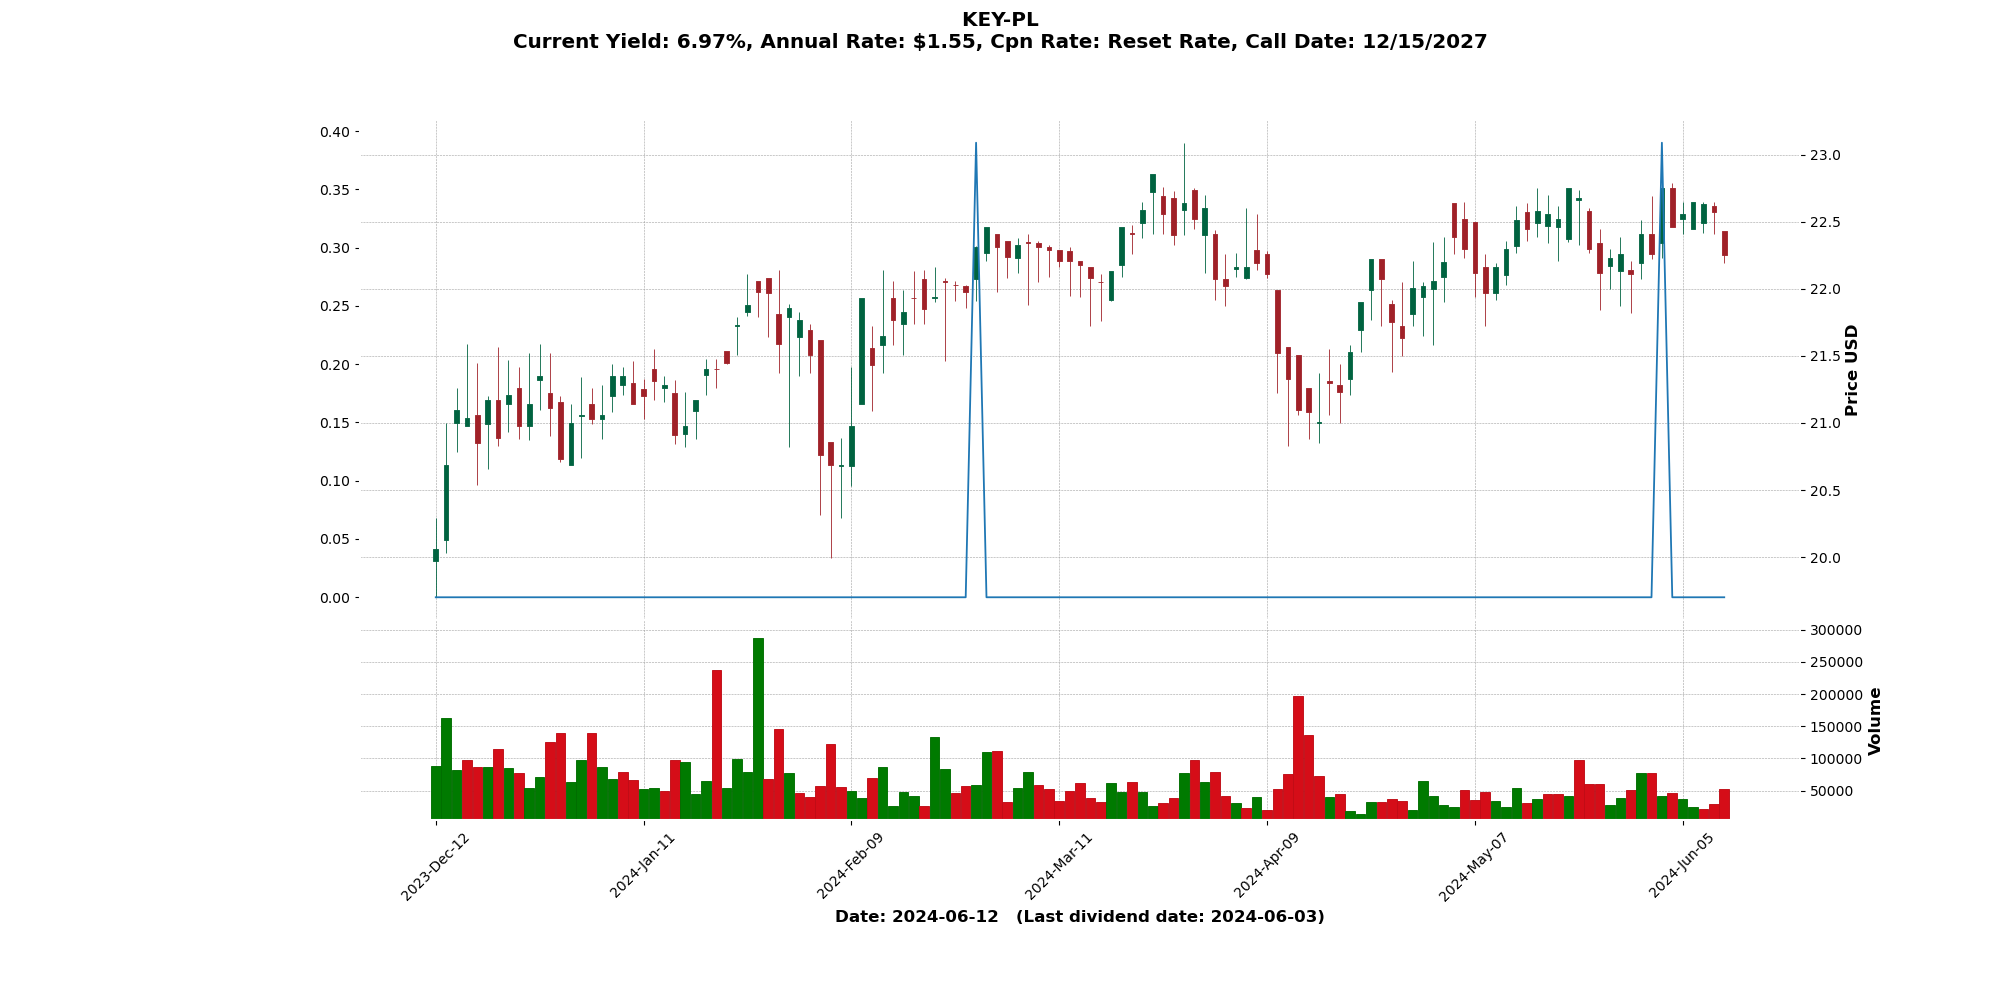 KEY-PL
Current Yield: 6.97%, Annual Rate: $1.55, Cpn Rate: Reset Rate, Call Date: 12/15/2027
0.40
0.35
0.30
0.25
0.20
0.15
0.10
0.05
0.00
23.0
22.5
22.0
21.5
21.0
20.5
20.0
Price USD
300000
250000
200000
150000
100000
50000
Volume
2023-Dec-12
2024-Jan-11
2024-Feb-09
2024-Mar-11
2024-Apr-09
2024-May-07
2024-Jun-05
Date: 2024-06-12   (Last dividend date: 2024-06-03)